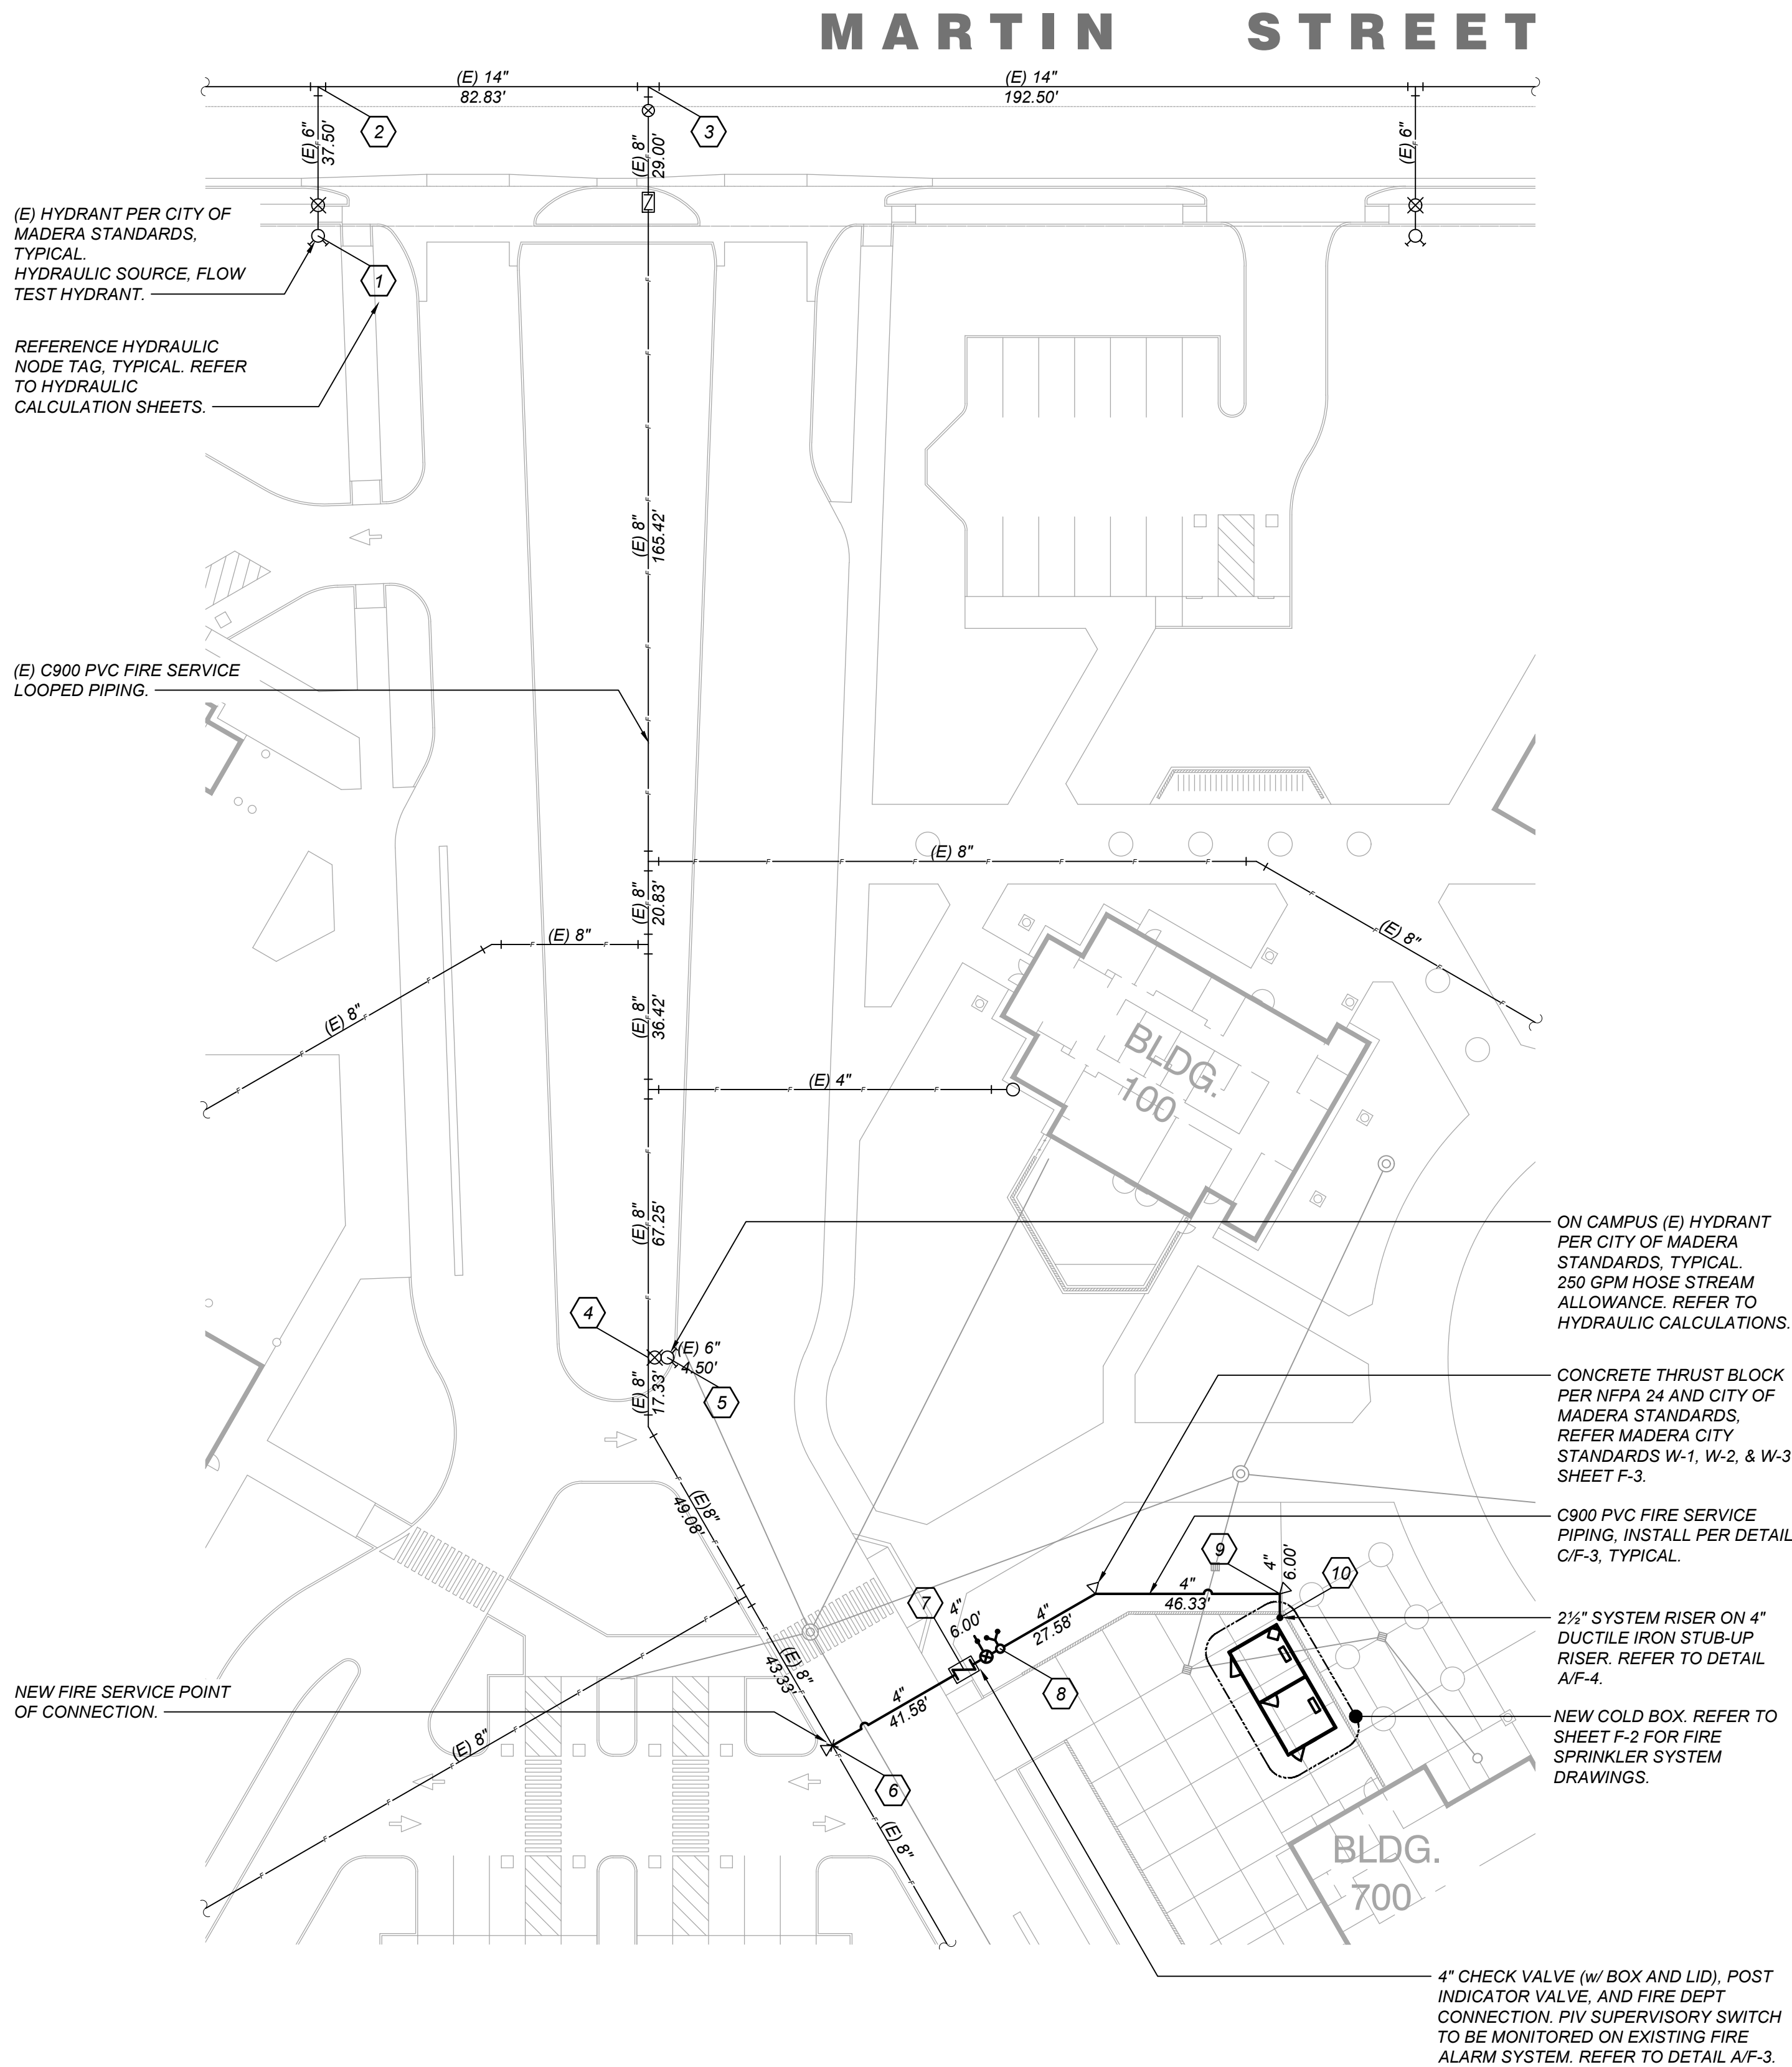 MARTIN STREET
(E) 14"
82.83'
(E) 14"
192.50'
2
3
(E) 6"
37.50'
(E) 8"
29.00'
(E) 6"
(E) HYDRANT PER CITY OF
MADERA STANDARDS,
TYPICAL.
HYDRAULIC SOURCE, FLOW
TEST HYDRANT.
1
REFERENCE HYDRAULIC
NODE TAG, TYPICAL. REFER
TO HYDRAULIC
CALCULATION SHEETS.
(E) 8"
165.42'
(E) C900 PVC FIRE SERVICE
LOOPED PIPING.
(E) 8"
(E) 8"
20.83'
(E) 8"
(E) 8"
(E) 8"
(E) 8"
36.42'
BLDG.
100
(E) 4"
(E) 8"
67.25'
ON CAMPUS (E) HYDRANT
PER CITY OF MADERA
STANDARDS, TYPICAL.
250 GPM HOSE STREAM
ALLOWANCE. REFER TO
HYDRAULIC CALCULATIONS.
4
(E) 6"
4.50'
5
(E) 8"
17.33'
CONCRETE THRUST BLOCK
PER NFPA 24 AND CITY OF
MADERA STANDARDS,
REFER MADERA CITY
STANDARDS W-1, W-2, & W-3
SHEET F-3.
(E)8"
49.08'
C900 PVC FIRE SERVICE
PIPING, INSTALL PER DETAIL
C/F-3, TYPICAL.
9
4"
6.00'
10
7
4"
6.00'
4"
27.58'
4"
46.33'
2½" SYSTEM RISER ON 4"
DUCTILE IRON STUB-UP
RISER. REFER TO DETAIL
A/F-4.
(E) 8"
43.33'
8
NEW FIRE SERVICE POINT
OF CONNECTION.
4"
41.58'
NEW COLD BOX. REFER TO
SHEET F-2 FOR FIRE
SPRINKLER SYSTEM
DRAWINGS.
(E) 8"
6
(E) 8"
BLDG.
700
4" CHECK VALVE (w/ BOX AND LID), POST
INDICATOR VALVE, AND FIRE DEPT
CONNECTION. PIV SUPERVISORY SWITCH
TO BE MONITORED ON EXISTING FIRE
ALARM SYSTEM. REFER TO DETAIL A/F-3.